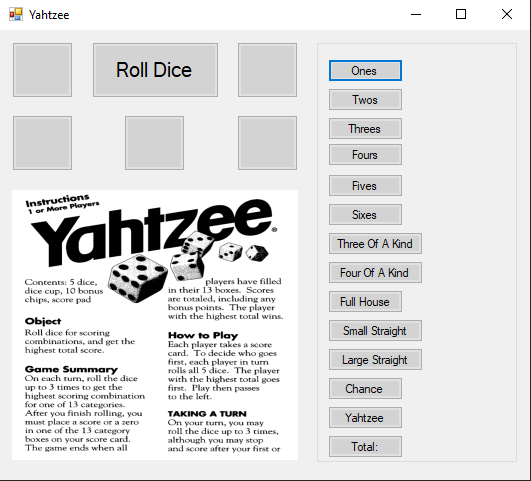 Yahtzee
Roll Dice
Instructions
1 or More Players
Yahtzee®
Contents: 5 dice,
dice cup, 10 bonus
chips, score pad
Object
Roll dice for scoring
combinations, and get the
highest total score.
Game Summary
On each turn, roll the dice
up to 3 times to get the
highest scoring combination
for one of 13 categories.
After you finish rolling, you
must place a score or a zero
in one of the 13 category
boxes on your score card.
The game ends when all
players have filled
in their 13 boxes. Scores
are totaled, including any
bonus points. The player
with the highest total wins.
How to Play
Each player takes a score
card. To decide who goes
first, each player in turn
rolls all 5 dice. The player
with the highest total goes
first. Play then passes
to the left.
TAKING A TURN
On your turn, you may
roll the dice up to 3 times,
although you may stop
and score after your first or
Ones
Twos
Threes
Fours
Fives
Sixes
Three Of A Kind
Four Of A Kind
Full House
Small Straight
Large Straight
Chance
Yahtzee
Total: